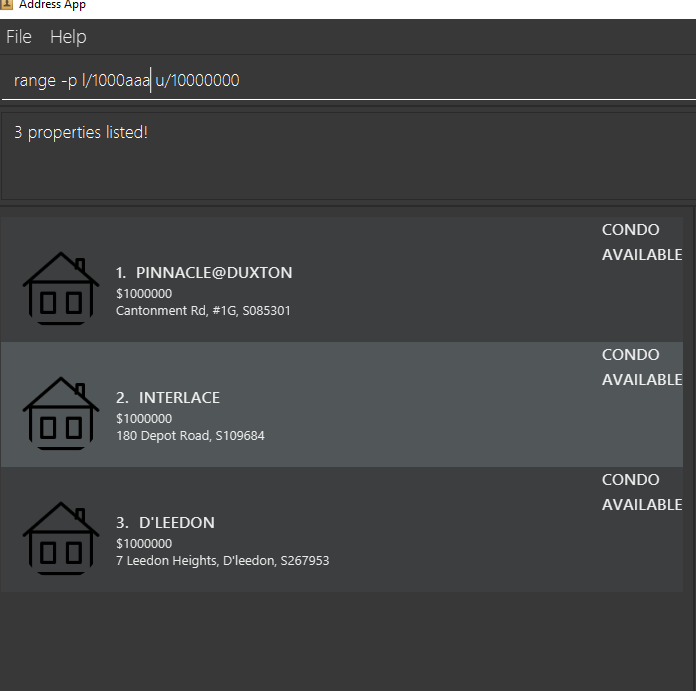 Address App
File Help
range -p l/1000aaa u/10000000
3 properties listed!
CONDO
AVAILABLE
1. PINNACLE@DUXTON
$1000000
Cantonment Rd, #1G, S085301
CONDO
AVAILABLE
2. INTERLACE
$1000000
180 Depot Road, S109684
CONDO
AVAILABLE
3. D'LEEDON
$1000000
7 Leedon Heights, D'leedon, S267953